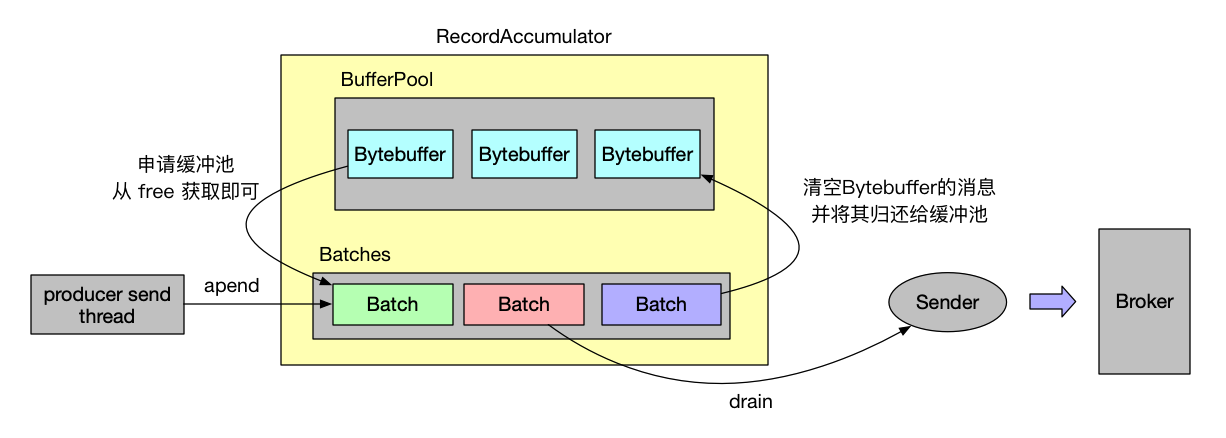 RecordAccumulator
BufferPool
Bytebuffer
Bytebuffer
Bytebuffer
申请缓冲池
从 free 获取即可
清空Bytebuffer的消息
并将其归还给缓冲池
Batches
producer send
thread
apend
Batch
Batch
Batch
Sender
Broker
drain